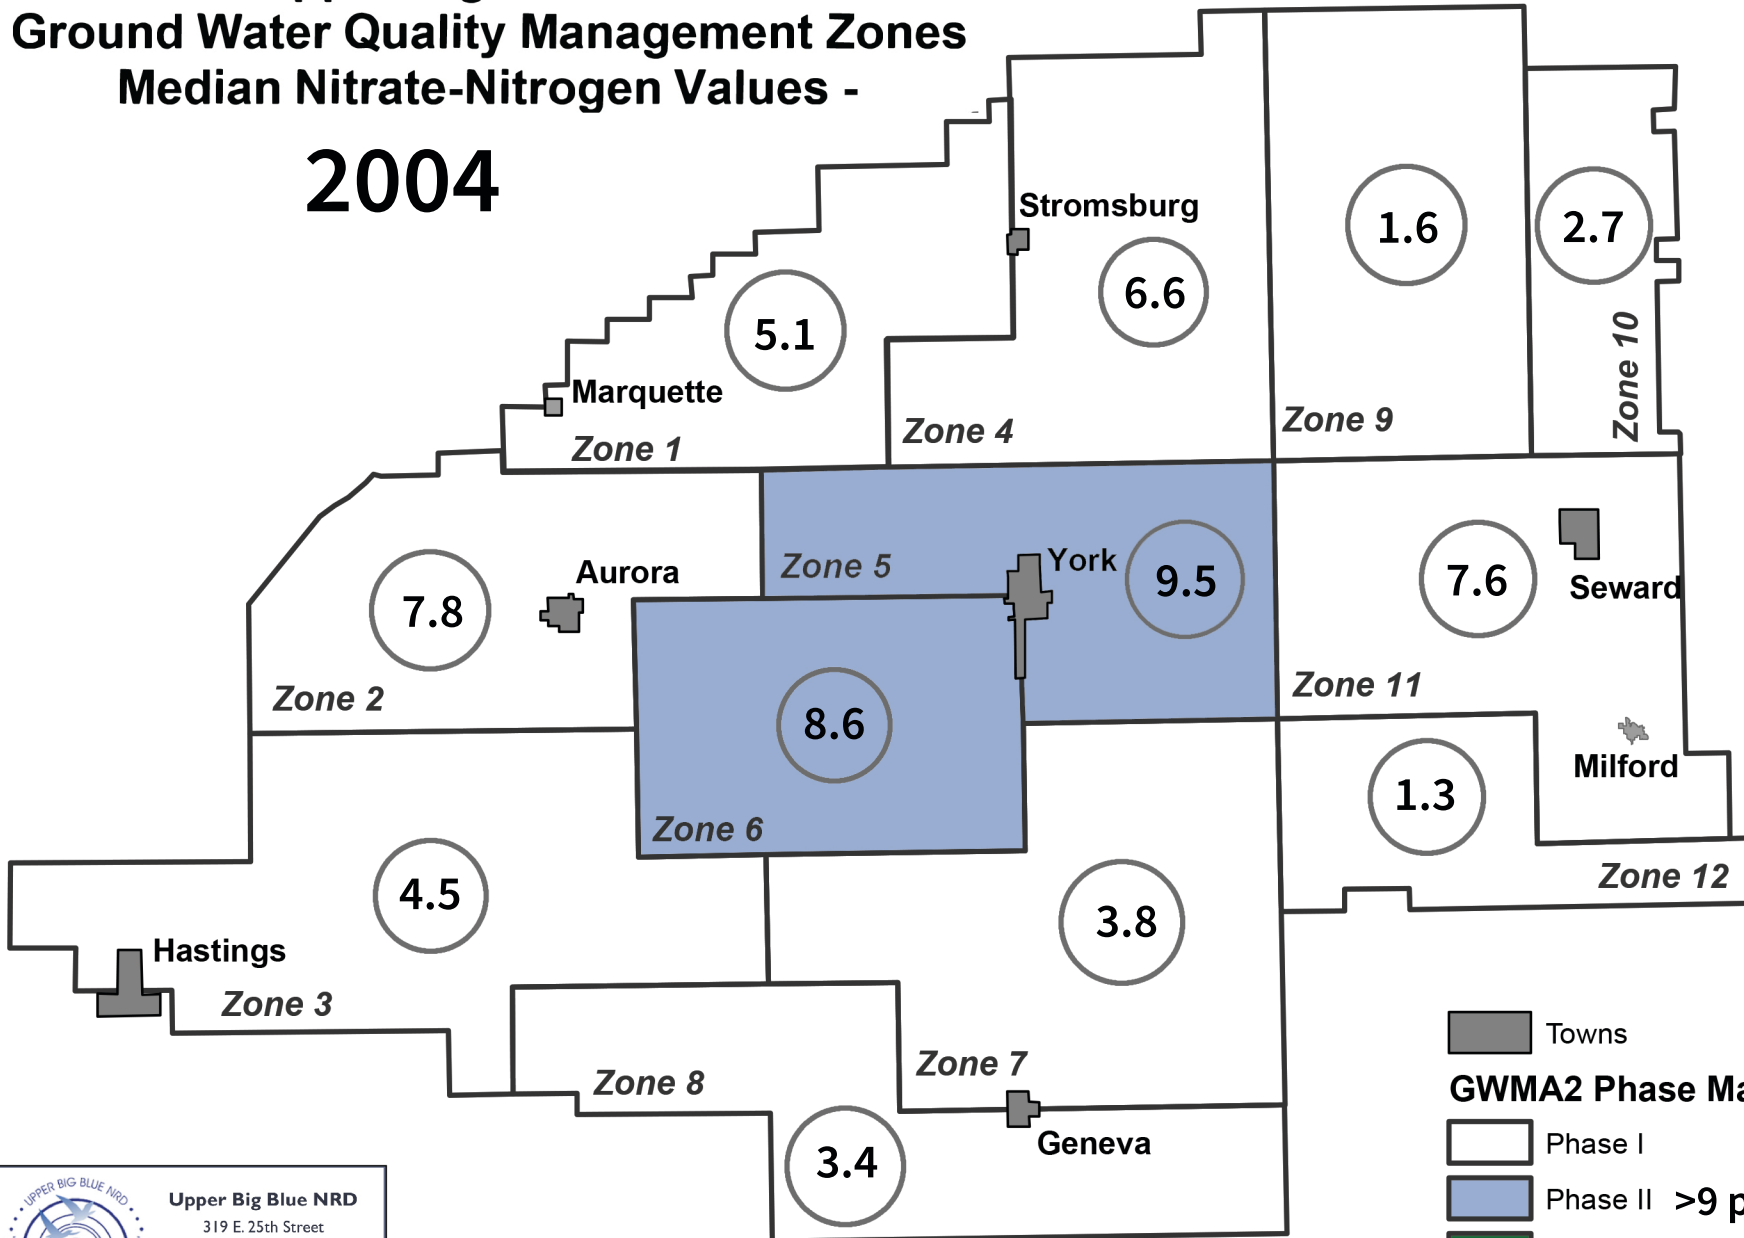 Ground Water Quality Management Zones
Median Nitrate-Nitrogen Values -
2004
Stromsburg
1.6
2.7
6.6
5.1
Zone 10
Marquette
Zone 1
Zone 4
Zone 9
Aurora
Zone 5
York
9.5
7.6
Seward
7.8
Zone 2
Zone 11
8.6
Milford
1.3
Zone 6
Zone 12
4.5
3.8
Hastings
Zone 3
Zone 7
Zone 8
Geneva
3.4
Towns
GWMA2 Phase
Phase I
Phase II >9
UPPER BIG BLUE NRD
Upper Big Blue NRD
319 E. 25th Street